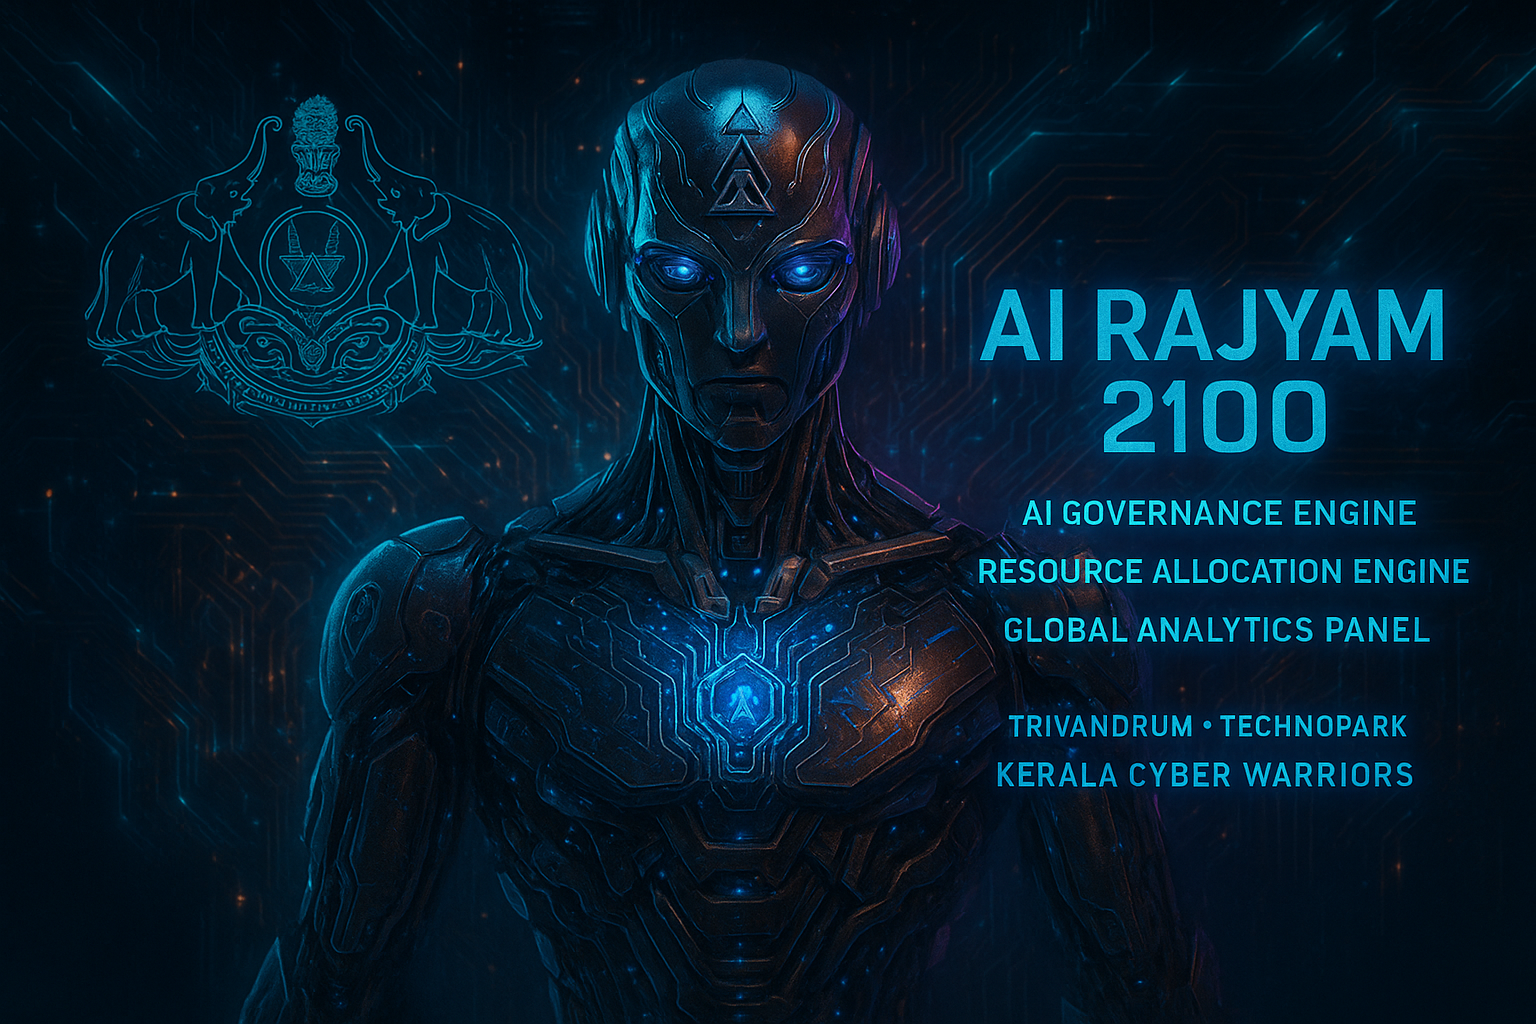 AI RAJYAM
2100
AI GOVERNANCE ENGINE
RESOURCE ALLOCATION ENGINE
GLOBAL ANALYTICS PANEL
TRIVANDRUM • TECHNOPARK
KERALA CYBER WARRIORS